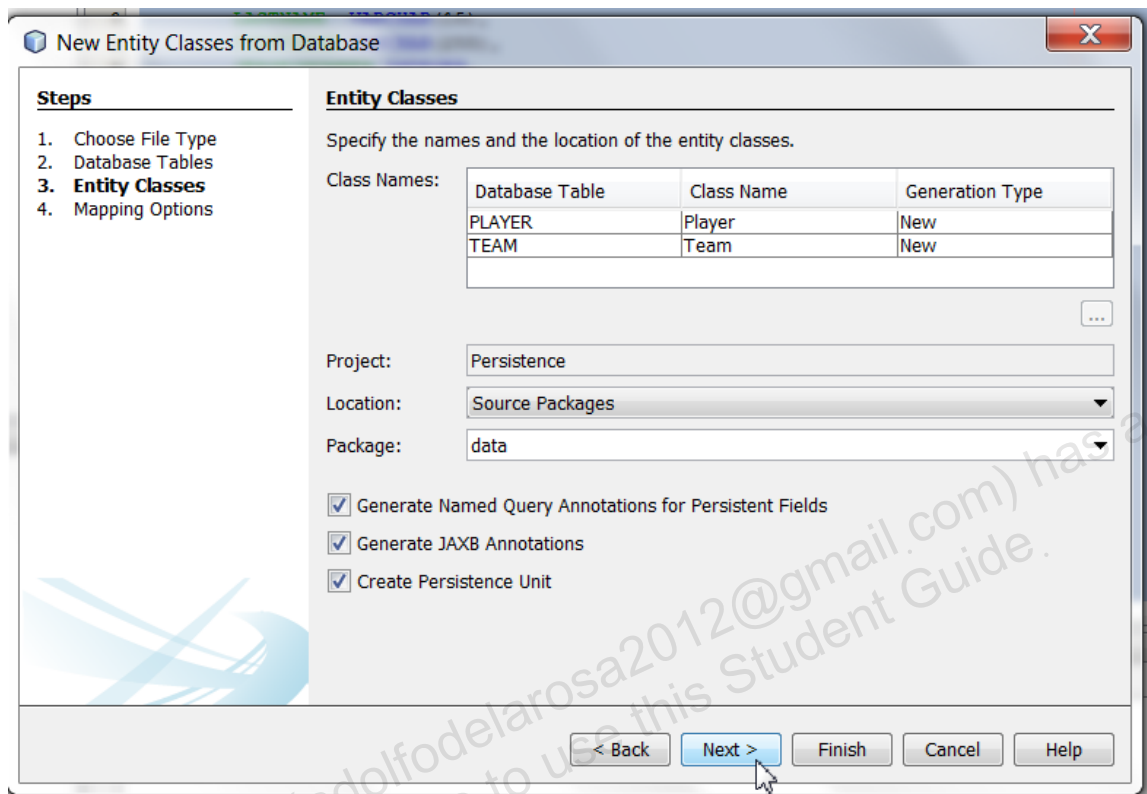 New Entity Classes from Database
Steps
1. Choose File Type
2. Database Tables
3. Entity Classes
4. Mapping Options
Entity Classes
Specify the names and the location of the entity classes.
Class Names:
Database Table Class Name Generation Type
PLAYER Player New
TEAM Team New
...
Project: Persistence
Location: Source Packages
Package: data
Generate Named Query Annotations for Persistent Fields
Generate JAXB Annotations
Create Persistence Unit
< Back Next > Finish Cancel Help
dolfodelarosa2012@gmail.com) has a
to use this Student Guide.